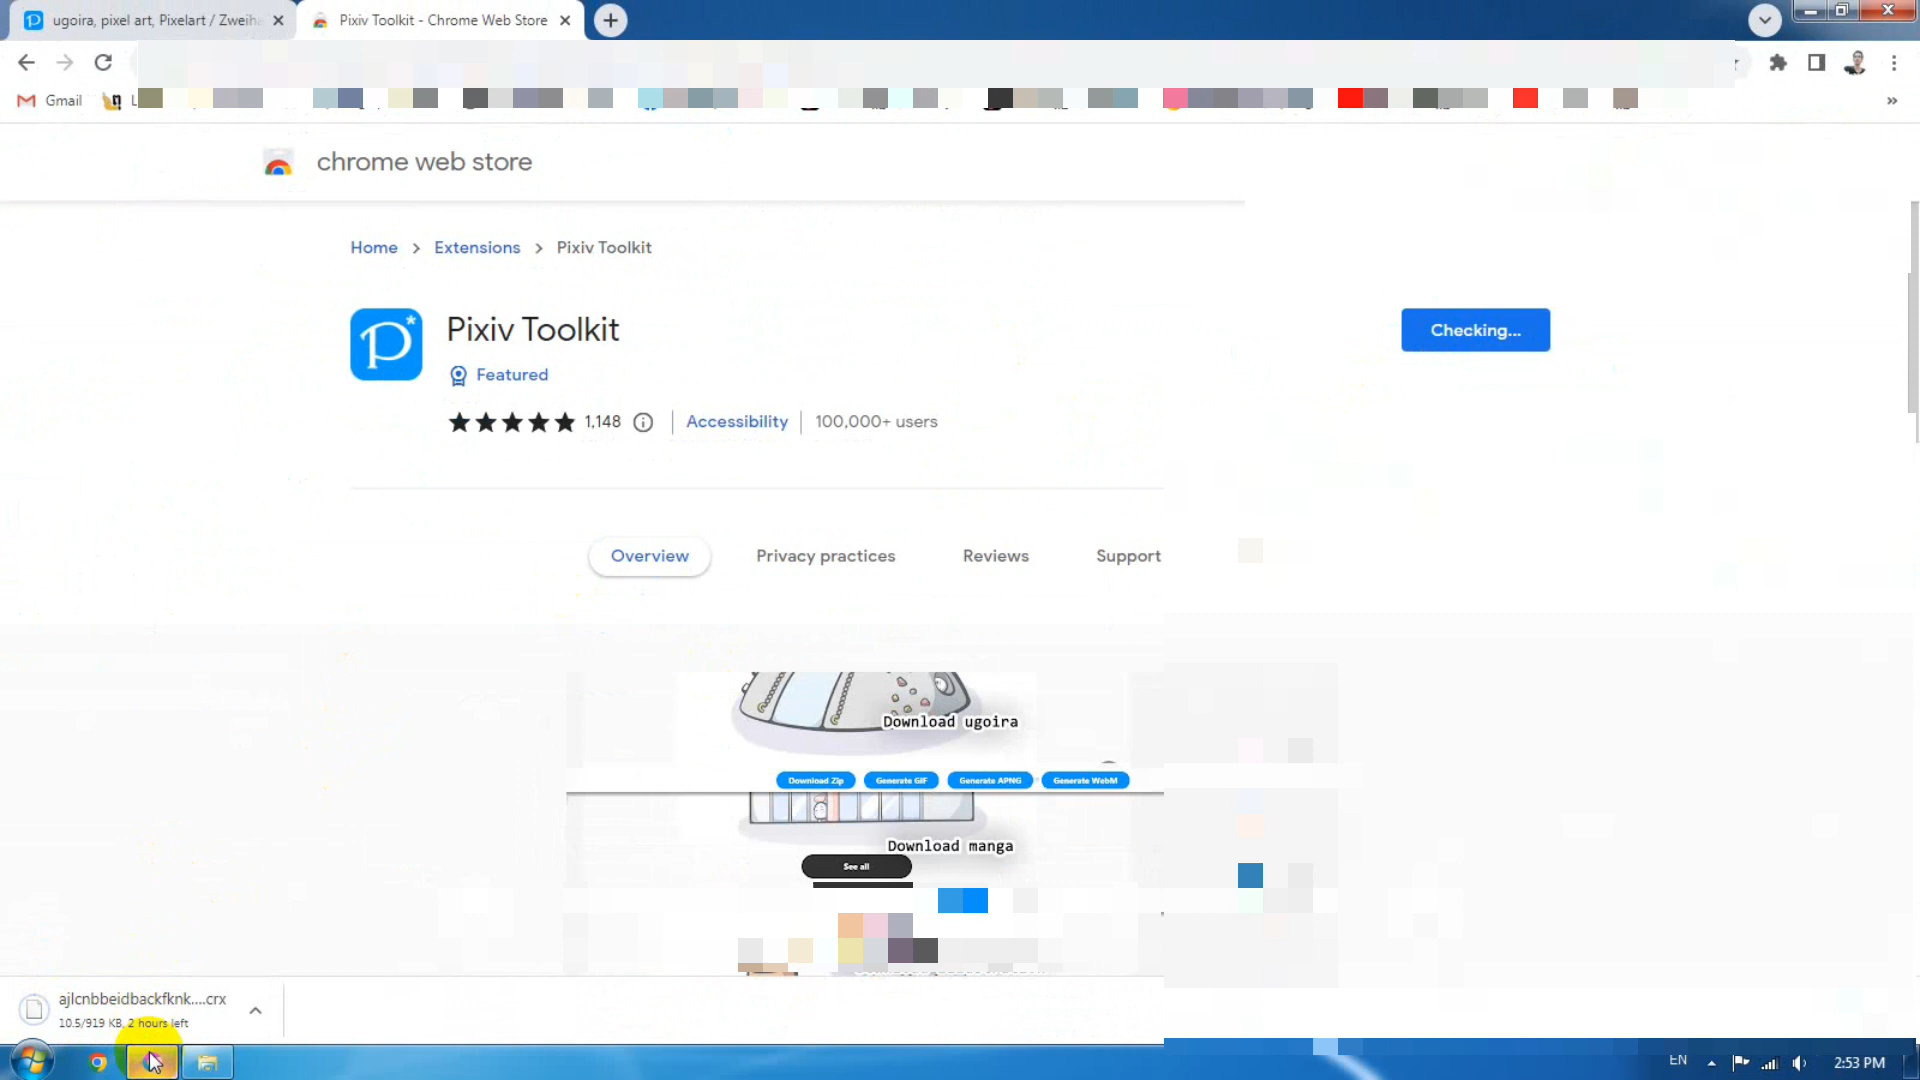 ugoira, pixel art, Pixelart / Zweiha
Pixiv Toolkit - Chrome Web Store
Gmail
chrome web store
Home > Extensions > Pixiv Toolkit
Pixiv Toolkit
Checking...
Featured
1,148
Accessibility
100,000+ users
Overview
Privacy practices
Reviews
Support
Download ugoira
Download Zip
Generate GIF
Generate APNG
Generate WebM
Download manga
See all
ajlcnbbeidbackfknk....crx
10.5/919 KB, 2 hours left
EN
2:53 PM